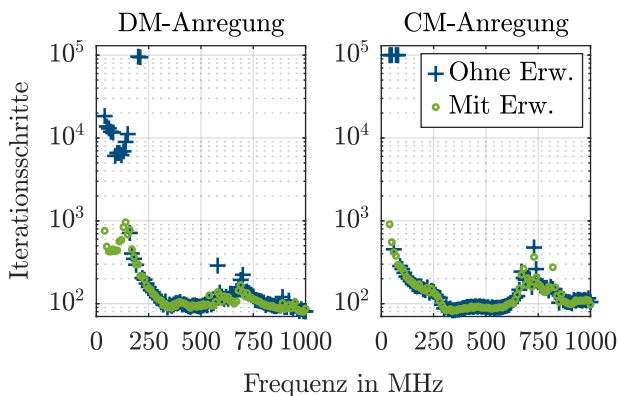 DM-Anregung CM-Anregung
Iterationsschritte
10^5
10^4
10^3
10^2
0 250 500 750 1000
10^5
10^4
10^3
10^2
0 250 500 750 1000
Ohne Erw.
Mit Erw.
Frequenz in MHz